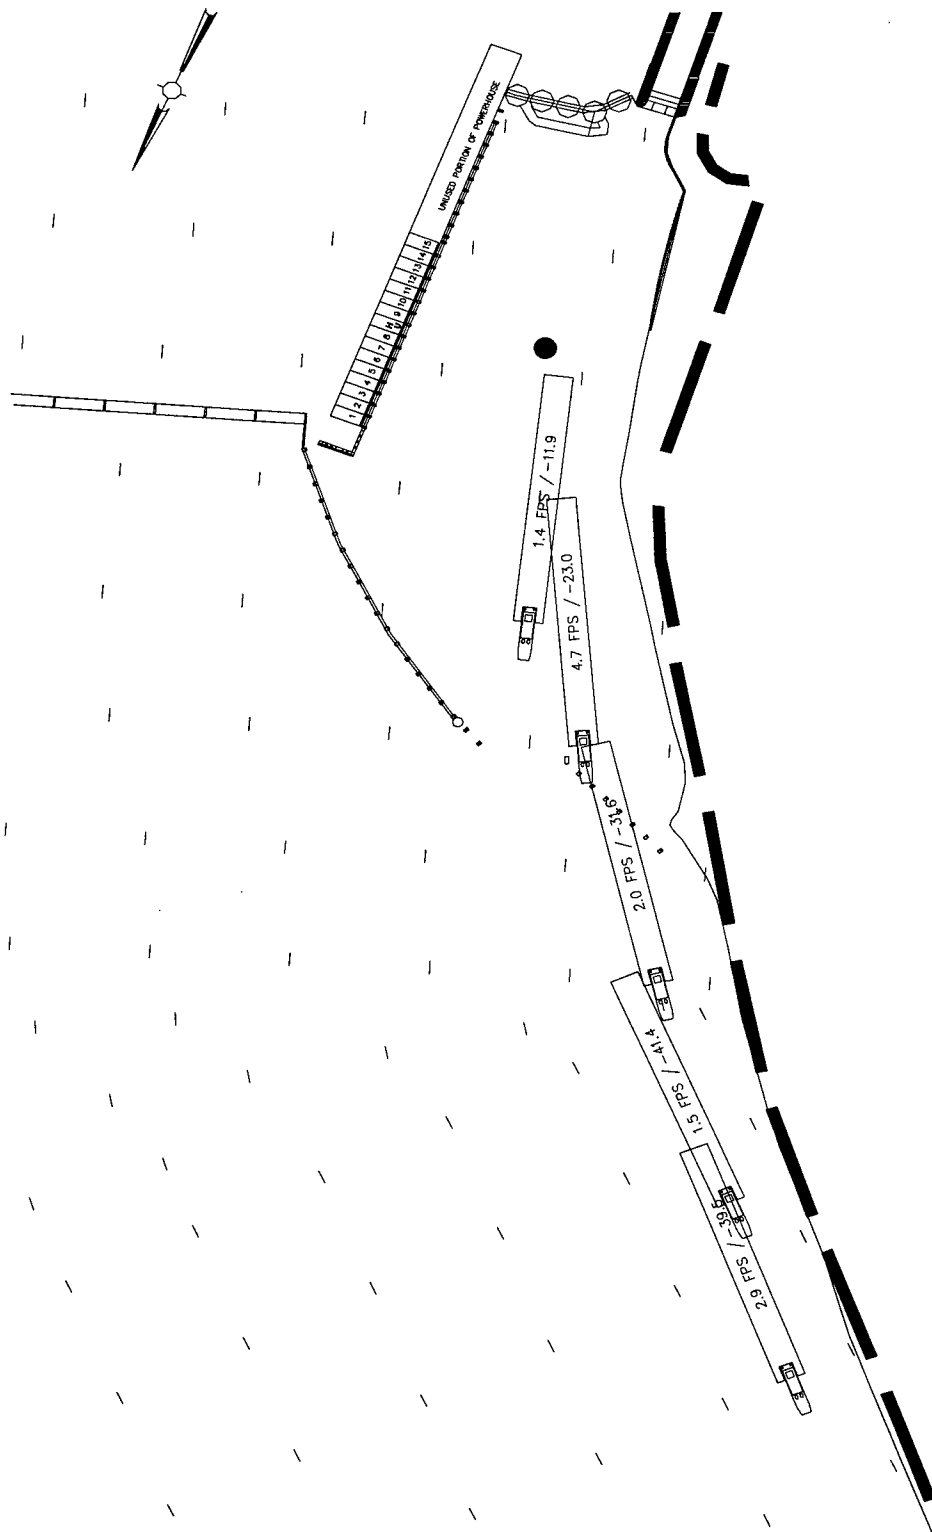 UNUSED PORTION OF POWERHOUSE
1 2 3 4 5 6 7 8 9 10 11 12 13 14 15
1.4 FPS / -11.9
4.7 FPS / -23.0
2.0 FPS / -31.6
1.5 FPS / -41.4
2.9 FPS / -39.6